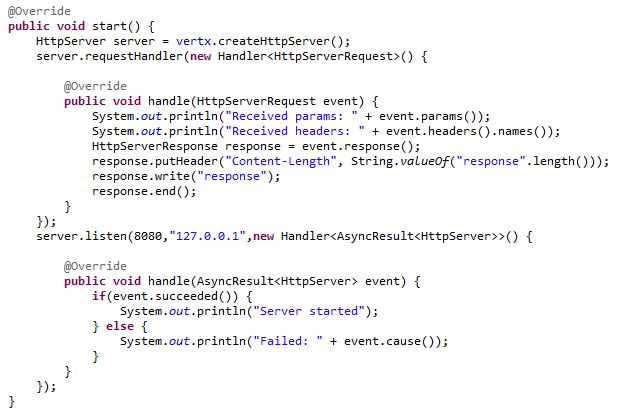 @Override
public void start() {
    HttpServer server = vertx.createHttpServer();
    server.requestHandler(new Handler<HttpServerRequest>() {
        @Override
        public void handle(HttpServerRequest event) {
            System.out.println("Received params: " + event.params());
            System.out.println("Received headers: " + event.headers().names());
            HttpServerResponse response = event.response();
            response.putHeader("Content-Length", String.valueOf("response".length()));
            response.write("response");
            response.end();
        }
    });
    server.listen(8080,"127.0.0.1",new Handler<AsyncResult<HttpServer>>() {
        @Override
        public void handle(AsyncResult<HttpServer> event) {
            if(event.succeeded()) {
                System.out.println("Server started");
            } else {
                System.out.println("Failed: " + event.cause());
            }
        }
    });
}